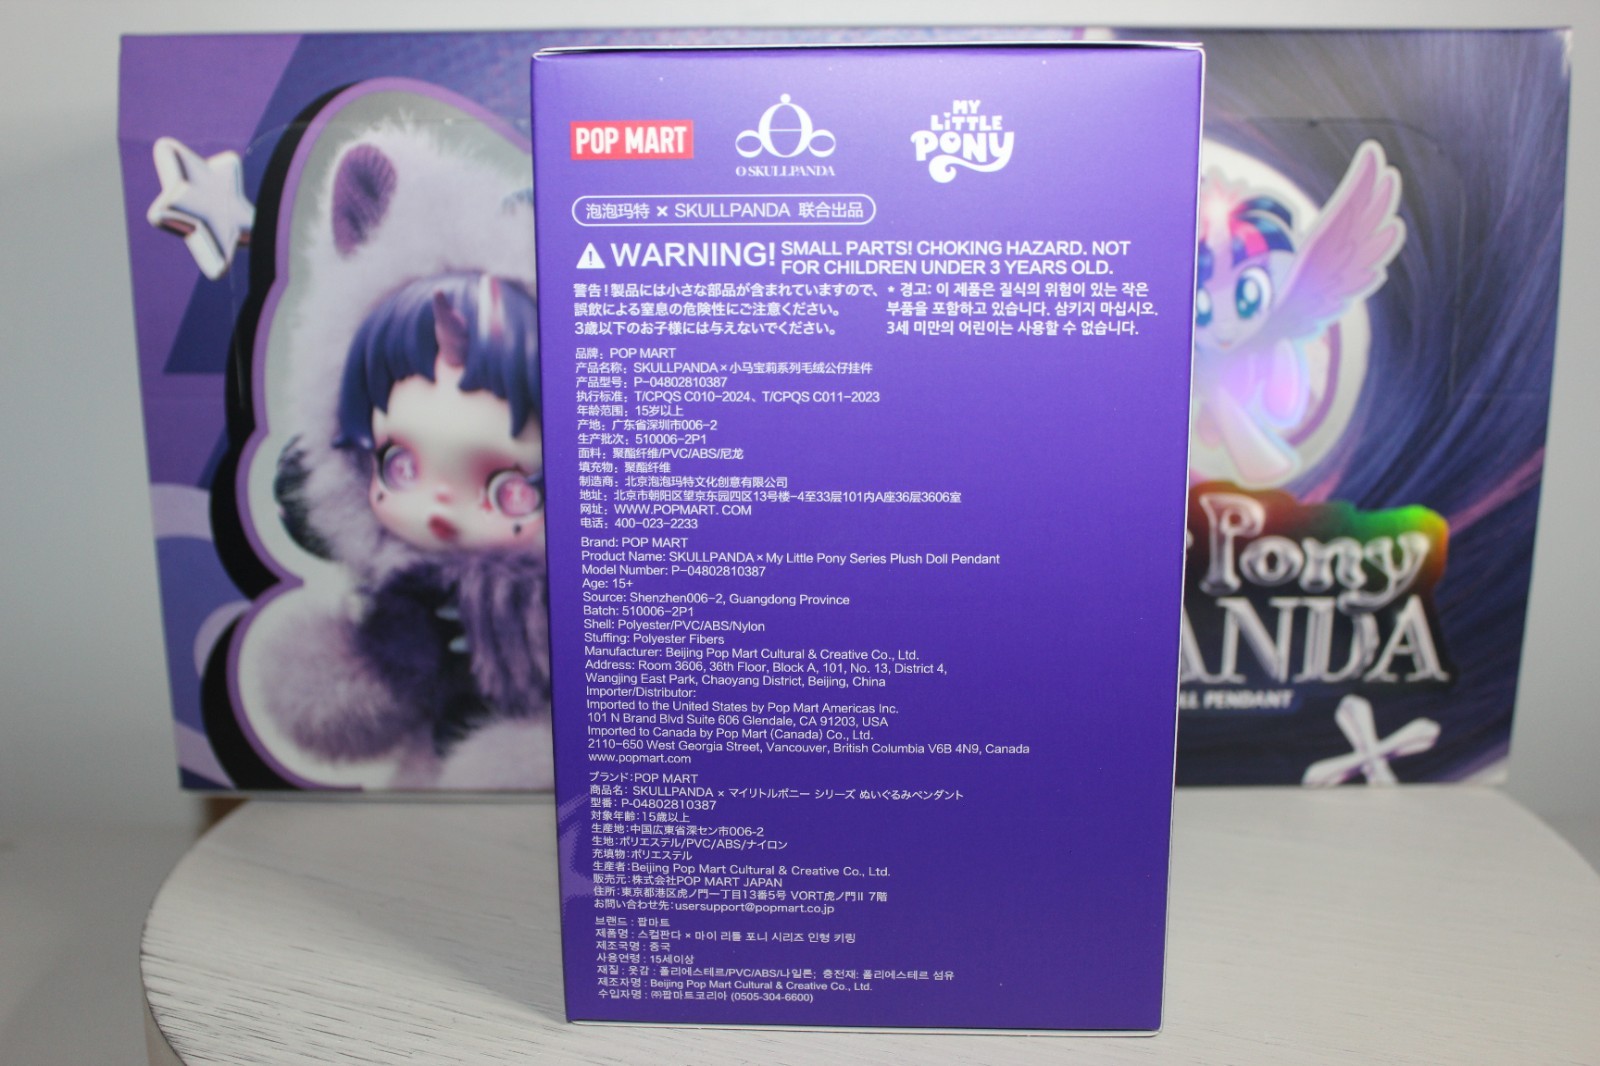 POP MART
O SKULLPANDA
MY
LITTLE
PONY
泡泡玛特 × SKULLPANDA 联合出品
WARNING! SMALL PARTS! CHOKING HAZARD. NOT
FOR CHILDREN UNDER 3 YEARS OLD.
警告!製品には小さな部品が含まれていますので、
誤飲による窒息の危険性にご注意ください。
3歳以下のお子様には与えないでください。
* 경고: 이 제품은 질식의 위험이 있는 작은
부품을 포함하고 있습니다. 삼키지 마십시오.
3세 미만의 어린이는 사용할 수 없습니다.
品牌: POP MART
产品名称: SKULLPANDA×小马宝莉系列毛绒公仔挂件
产品型号: P-04802810387
执行标准: T/CPQS C010-2024、T/CPQS C011-2023
年龄范围: 15岁以上
产地: 广东省深圳市006-2
生产批次: 510006-2P1
面料: 聚酯纤维/PVC/ABS/尼龙
填充物: 聚酯纤维
制造商: 北京泡泡玛特文化创意有限公司
地址: 北京市朝阳区望京东园四区13号楼-4至33层101内A座36层3606室
网址: WWW.POPMART.COM
电话: 400-023-2233
Brand: POP MART
Product Name: SKULLPANDA×My Little Pony Series Plush Doll Pendant
Model Number: P-04802810387
Age: 15+
Source: Shenzhen006-2, Guangdong Province
Batch: 510006-2P1
Shell: Polyester/PVC/ABS/Nylon
Stuffing: Polyester Fibers
Manufacturer: Beijing Pop Mart Cultural & Creative Co., Ltd.
Address: Room 3606, 36th Floor, Block A, 101, No. 13, District 4,
Wangjing East Park, Chaoyang District, Beijing, China
Importer/Distributor:
Imported to the United States by Pop Mart Americas Inc.
101 N Brand Blvd Suite 606 Glendale, CA 91203, USA
Imported to Canada by Pop Mart (Canada) Co., Ltd.
2110-650 West Georgia Street, Vancouver, British Columbia V6B 4N9, Canada
www.popmart.com
ブランド:POP MART
商品名: SKULLPANDA × マイリトルポニー シリーズ ぬいぐるみペンダント
型番: P-04802810387
対象年齢:15歳以上
生産地:中国広東省深セン市006-2
生地:ポリエステル/PVC/ABS/ナイロン
充填物:ポリエステル
生産者:Beijing Pop Mart Cultural & Creative Co., Ltd.
販売元:株式会社POP MART JAPAN
住所:東京都港区虎ノ門一丁目13番5号 VORT虎ノ門II 7階
お問い合わせ先:usersupport@popmart.co.jp
브랜드 : 팝마트
제품명 : 스컬판다 × 마이 리틀 포니 시리즈 인형 키링
제조국명 : 중국
사용연령 : 15세이상
재질 : 옷감 : 폴리에스테르/PVC/ABS/나일론; 충전재: 폴리에스테르 섬유
제조자명 : Beijing Pop Mart Cultural & Creative Co., Ltd.
수입자명 : ㈜팝마트코리아 (0505-304-6600)
Pony
ANDA
PENDANT